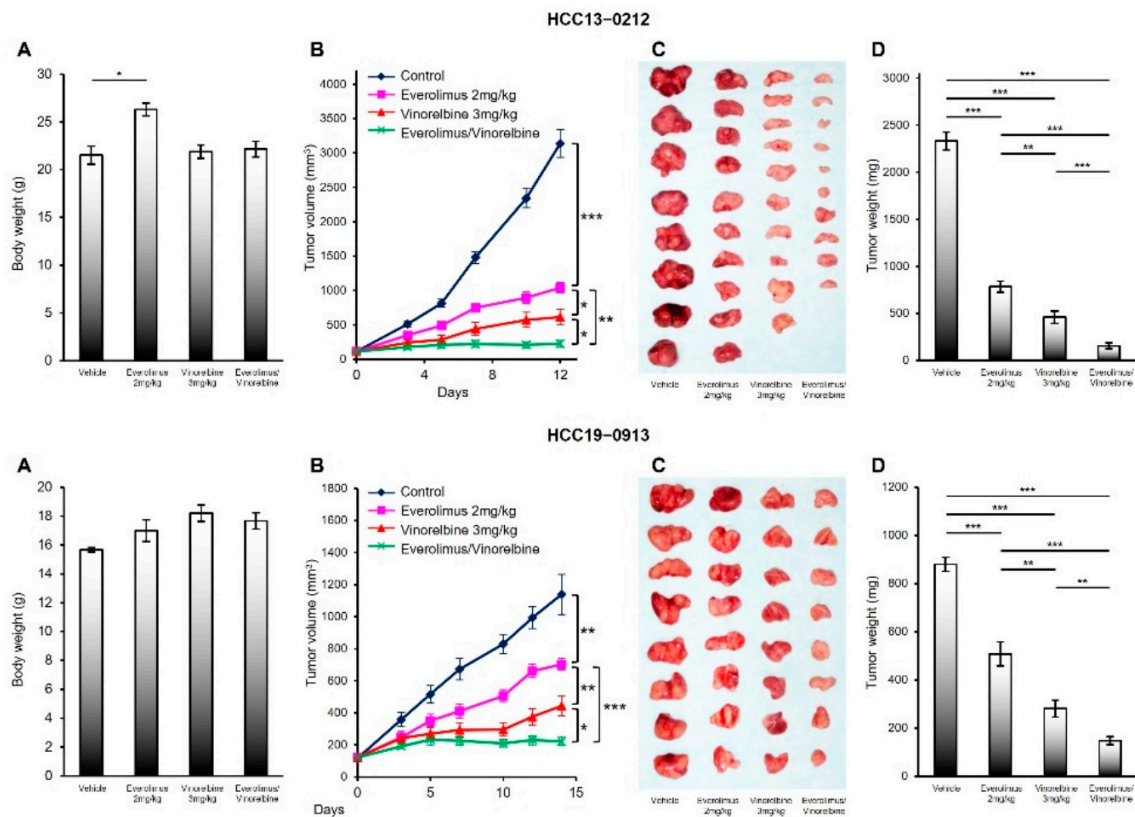 HCC13–0212
A
Body weight (g)
30
25
20
15
10
5
0
*
Vehicle
Everolimus
2mg/kg
Vinorelbine
3mg/kg
Everolimus/
Vinorelbine
B
Control
Everolimus 2mg/kg
Vinorelbine 3mg/kg
Everolimus/Vinorelbine
Tumor volume (mm³)
4000
3500
3000
2500
2000
1500
1000
500
100
0
4
8
12
Days
***
*
**
*
C
Vehicle
Everolimus
2mg/kg
Vinorelbine
3mg/kg
Everolimus/
Vinorelbine
D
Tumor weight (mg)
3000
2500
2000
1500
1000
500
0
***
***
***
***
**
***
Vehicle
Everolimus
2mg/kg
Vinorelbine
3mg/kg
Everolimus/
Vinorelbine
HCC19–0913
A
Body weight (g)
20
18
16
14
12
10
8
6
4
2
0
Vehicle
Everolimus
2mg/kg
Vinorelbine
3mg/kg
Everolimus/
Vinorelbine
B
Control
Everolimus 2mg/kg
Vinorelbine 3mg/kg
Everolimus/Vinorelbine
Tumor volume (mm²)
1800
1600
1400
1200
1000
800
600
400
200
0
0
5
10
15
Days
**
**
***
*
C
Vehicle
Everolimus
2mg/kg
Vinorelbine
3mg/kg
Everolimus/
Vinorelbine
D
Tumor weight (mg)
1200
1000
800
600
400
200
0
***
***
***
***
**
**
Vehicle
Everolimus
2mg/kg
Vinorelbine
3mg/kg
Everolimus/
Vinorelbine